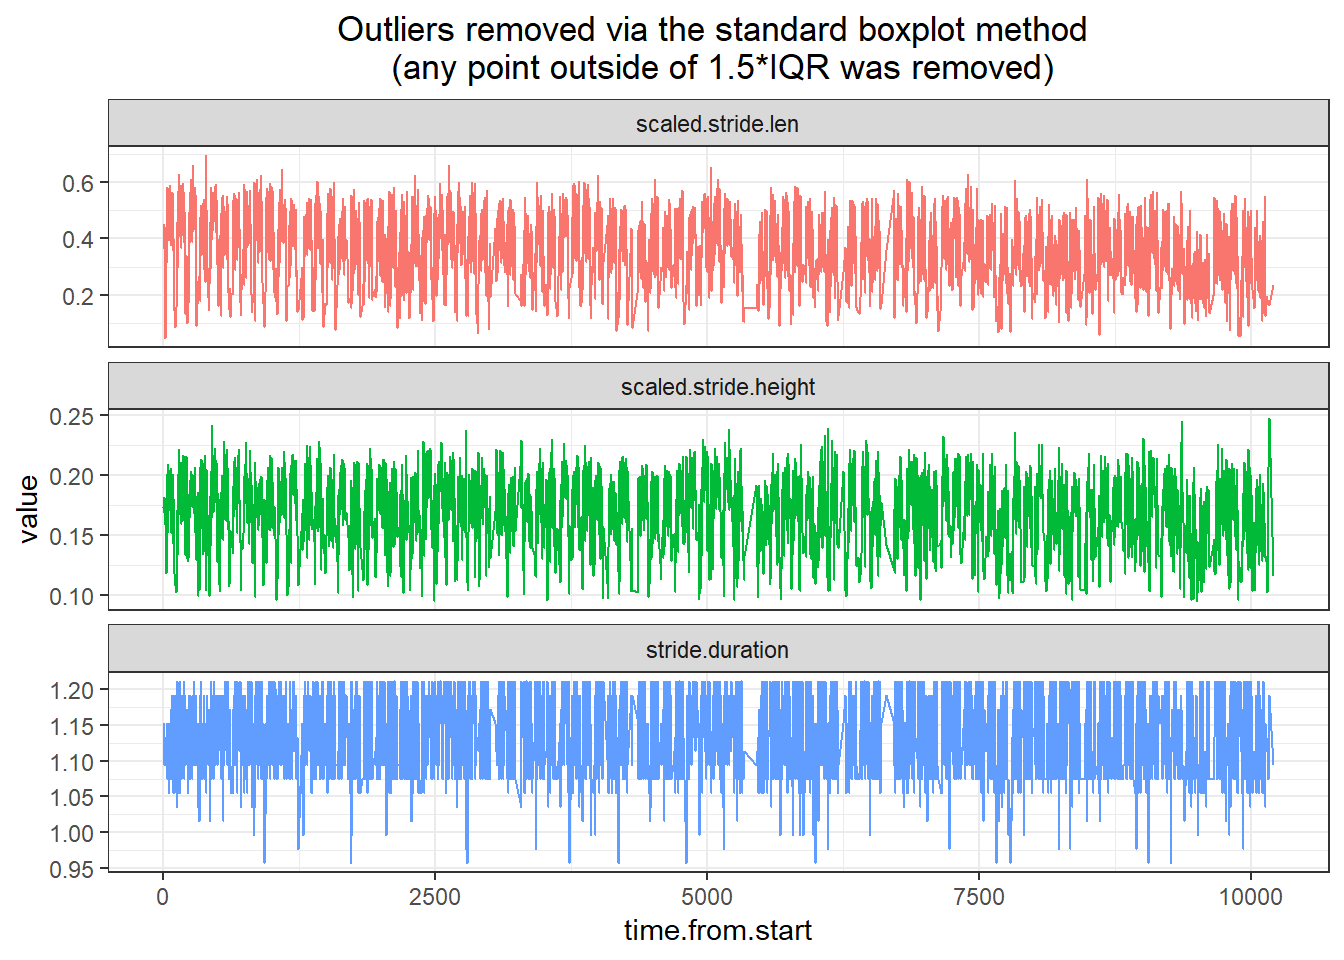 Outliers removed via the standard boxplot method
(any point outside of 1.5*IQR was removed)
scaled.stride.len
0.6
0.4
0.2
scaled.stride.height
0.25
0.20
0.15
0.10
value
stride.duration
1.20
1.15
1.10
1.05
1.00
0.95
0 2500 5000 7500 10000
time.from.start